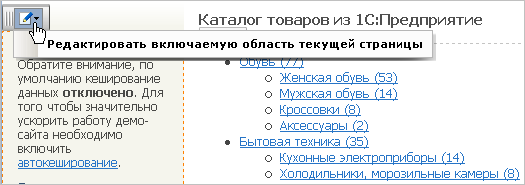 Каталог товаров из 1С:Предприятие
Редактировать включаемую область текущей страницы
Обратите внимание, по
умолчанию кеширование
данных отключено. Для
того чтобы значительно
ускорить работу демо-
сайта необходимо
включить
автокеширование.
Обувь (77)
Женская обувь (53)
Мужская обувь (14)
Кроссовки (8)
Аксессуары (2)
Бытовая техника (35)
Кухонные электроприборы (14)
Холодильники, морозильные камеры (8)